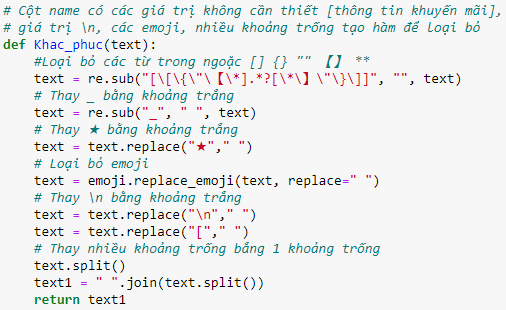 # Cột name có các giá trị không cần thiết [thông tin khuyến mãi],
# giá trị \n, các emoji, nhiều khoảng trống tạo hàm để Loại bỏ
def Khac_phuc(text):
    #Loại bỏ các từ trong ngoặc [] {} "" 【】 **
    text = re.sub("[\[\{\"\【\*].*?[\*\】\"\}\]]", "", text)
    # Thay _ bằng khoảng trắng
    text = re.sub("_", " ", text)
    # Thay ★ bằng khoảng trắng
    text = text.replace("★"," ")
    # Loại bỏ emoji
    text = emoji.replace_emoji(text, replace=" ")
    # Thay \n bằng khoảng trắng
    text = text.replace("\n"," ")
    text = text.replace("["," ")
    # Thay nhiều khoảng trống bằng 1 khoảng trống
    text.split()
    text1 = " ".join(text.split())
    return text1